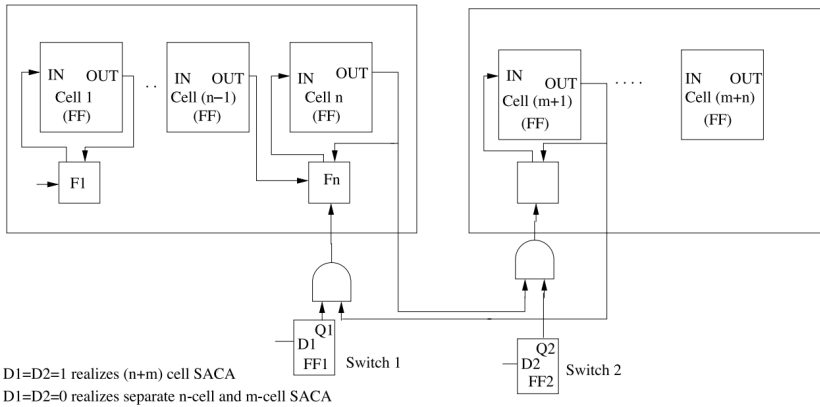 IN OUT
Cell 1
(FF)
F1
. .
IN OUT
Cell (n−1)
(FF)
IN OUT
Cell n
(FF)
Fn
IN OUT
Cell (m+1)
(FF)
. . . .
IN OUT
Cell (m+n)
(FF)
Q1
D1
FF1
Switch 1
Q2
D2
FF2
Switch 2
D1=D2=1 realizes (n+m) cell SACA
D1=D2=0 realizes separate n-cell and m-cell SACA